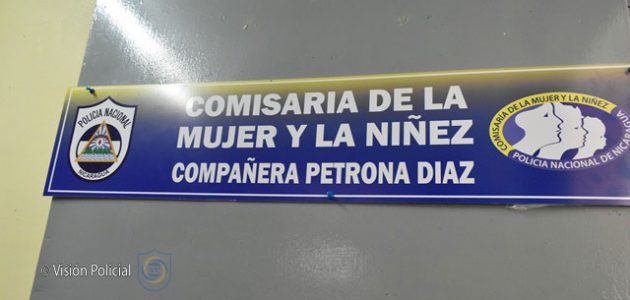 POLICIA NACIONAL
NICARAGUA
COMISARIA DE LA
MUJER Y LA NIÑEZ
COMPAÑERA PETRONA DIAZ
COMISARIA DE LA MUJER Y LA NIÑEZ
POLICIA NACIONAL DE NICARAGUA
© Visión Policial